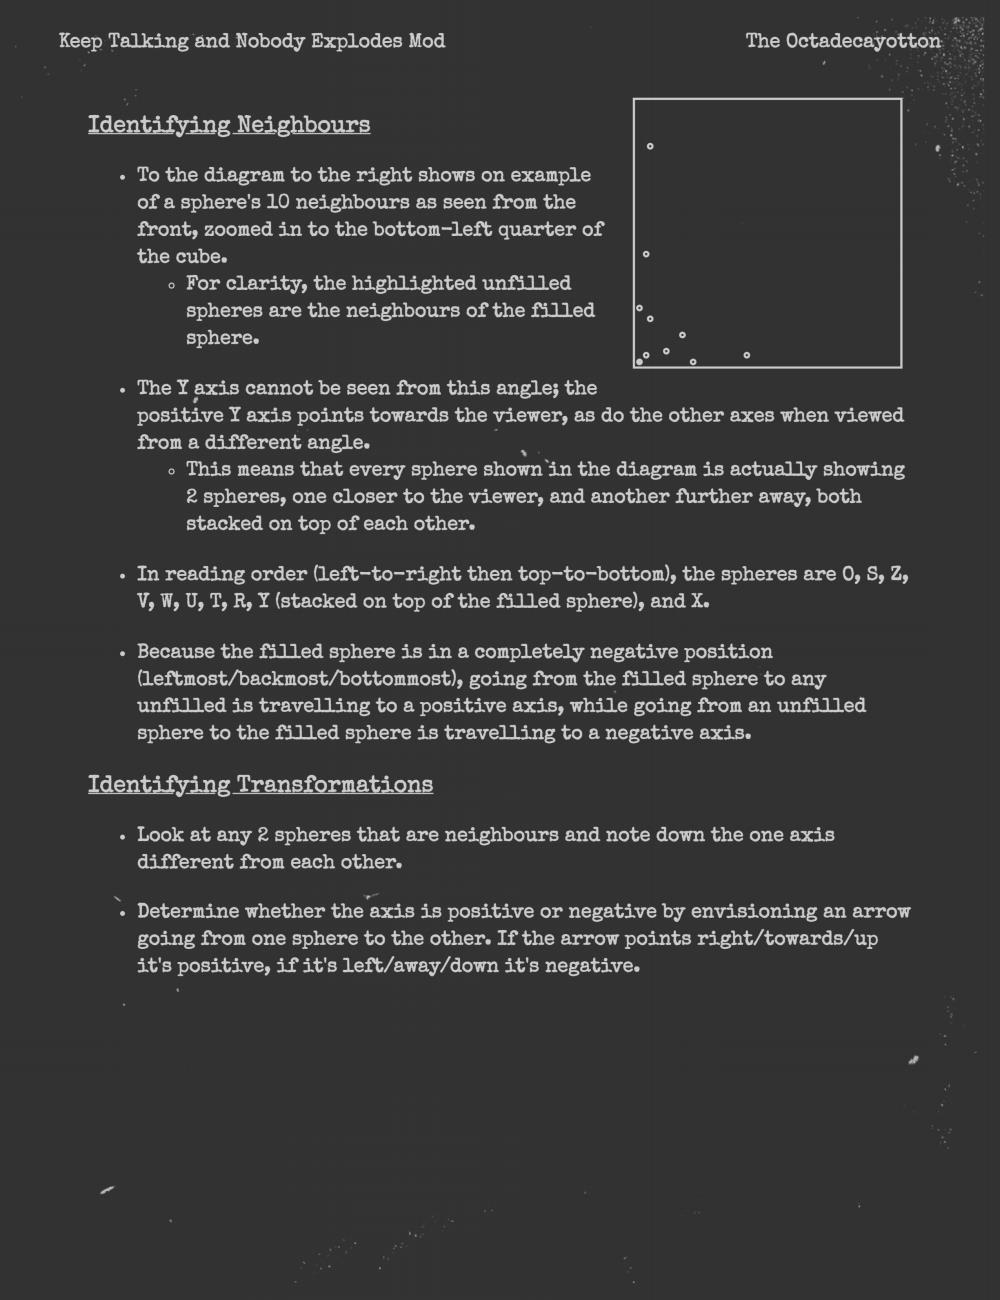 Keep Talking and Nobody Explodes Mod
The Octadecayotton
Identifying Neighbours
• To the diagram to the right shows on example
of a sphere's 10 neighbours as seen from the
front, zoomed in to the bottom-left quarter of
the cube.
◦ For clarity, the highlighted unfilled
spheres are the neighbours of the filled
sphere.
• The Y axis cannot be seen from this angle; the
positive Y axis points towards the viewer, as do the other axes when viewed
from a different angle.
◦ This means that every sphere shown in the diagram is actually showing
2 spheres, one closer to the viewer, and another further away, both
stacked on top of each other.
• In reading order (left-to-right then top-to-bottom), the spheres are O, S, Z,
V, W, U, T, R, Y (stacked on top of the filled sphere), and X.
• Because the filled sphere is in a completely negative position
(leftmost/backmost/bottommost), going from the filled sphere to any
unfilled is travelling to a positive axis, while going from an unfilled
sphere to the filled sphere is travelling to a negative axis.
Identifying Transformations
• Look at any 2 spheres that are neighbours and note down the one axis
different from each other.
• Determine whether the axis is positive or negative by envisioning an arrow
going from one sphere to the other. If the arrow points right/towards/up
it's positive, if it's left/away/down it's negative.